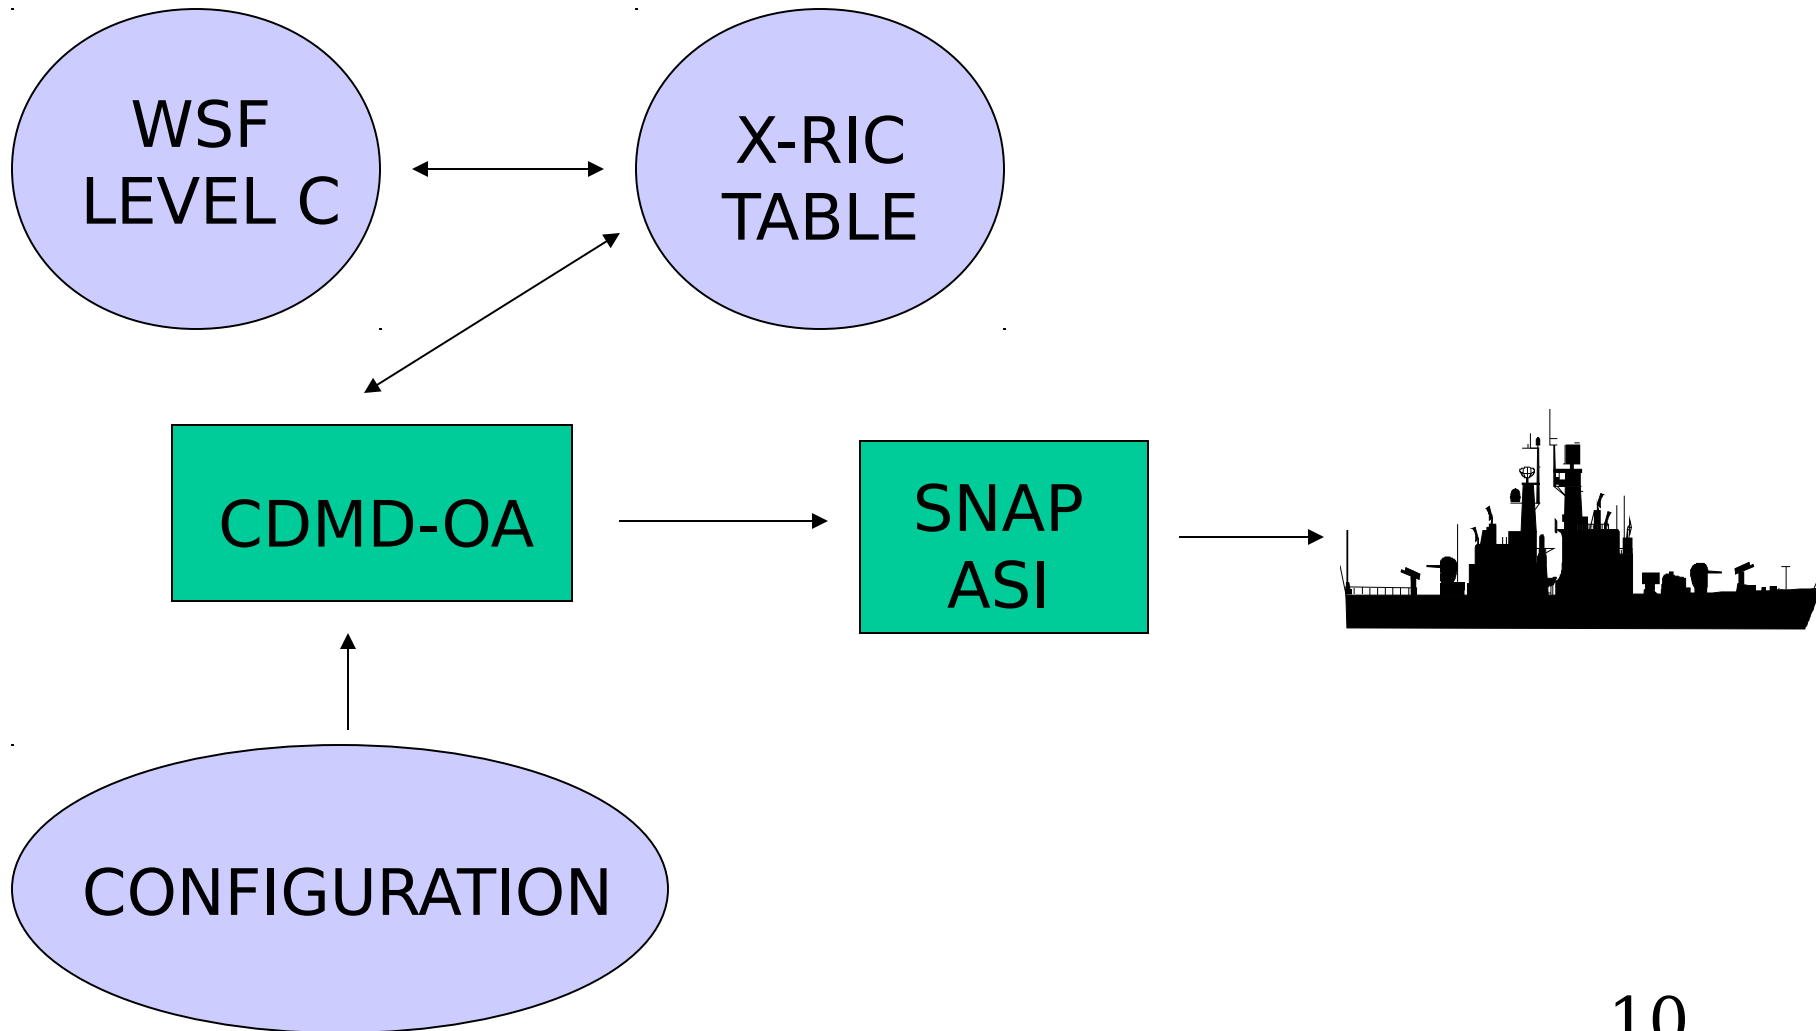 WSF
LEVEL C
X-RIC
TABLE
CDMD-OA
SNAP
ASI
CONFIGURATION
10